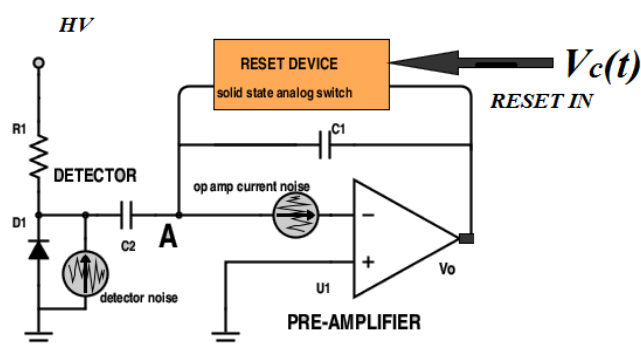 HV
RESET DEVICE
solid state analog switch
Vc(t)
RESET IN
R1
C1
DETECTOR
op amp current noise
D1
C2
A
−
+
detector noise
U1
Vo
PRE-AMPLIFIER